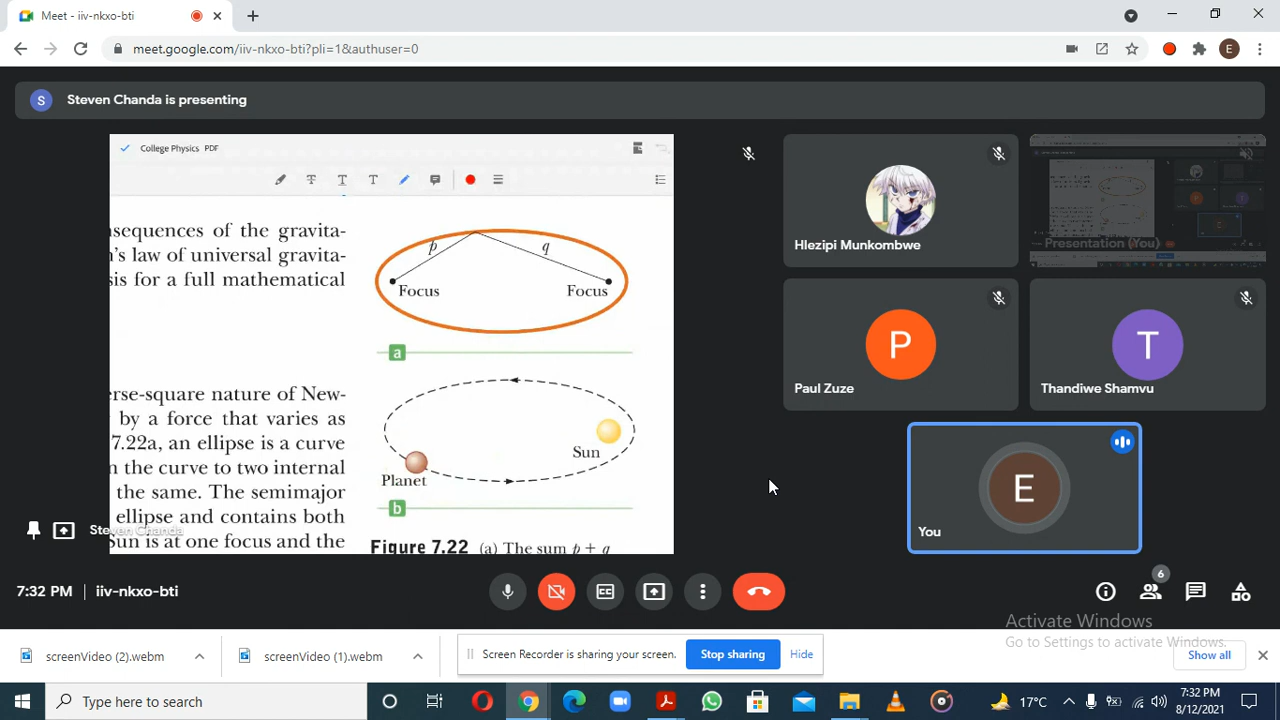 Meet - iiv-nkxo-bti
meet.google.com/iiv-nkxo-bti?pli=1&authuser=0
E
S
Steven Chanda is presenting
College Physics PDF
nsequences of the gravita-
n's law of universal gravita-
sis for a full mathematical
erse-square nature of New-
by a force that varies as
7.22a, an ellipse is a curve
n the curve to two internal
the same. The semimajor
ellipse and contains both
Sun is at one focus and the
p
q
Focus
Focus
a
Sun
Planet
b
Figure 7.22 (a) The sum p + q
Steven Chanda
Hlezipi Munkombwe
Presentation (You)
P
Paul Zuze
T
Thandiwe Shamvu
E
You
7:32 PM | iiv-nkxo-bti
6
Activate Windows
Go to Settings to activate Windows.
screenVideo (2).webm
screenVideo (1).webm
Screen Recorder is sharing your screen.
Stop sharing
Hide
Show all
Type here to search
17°C
7:32 PM
8/12/2021